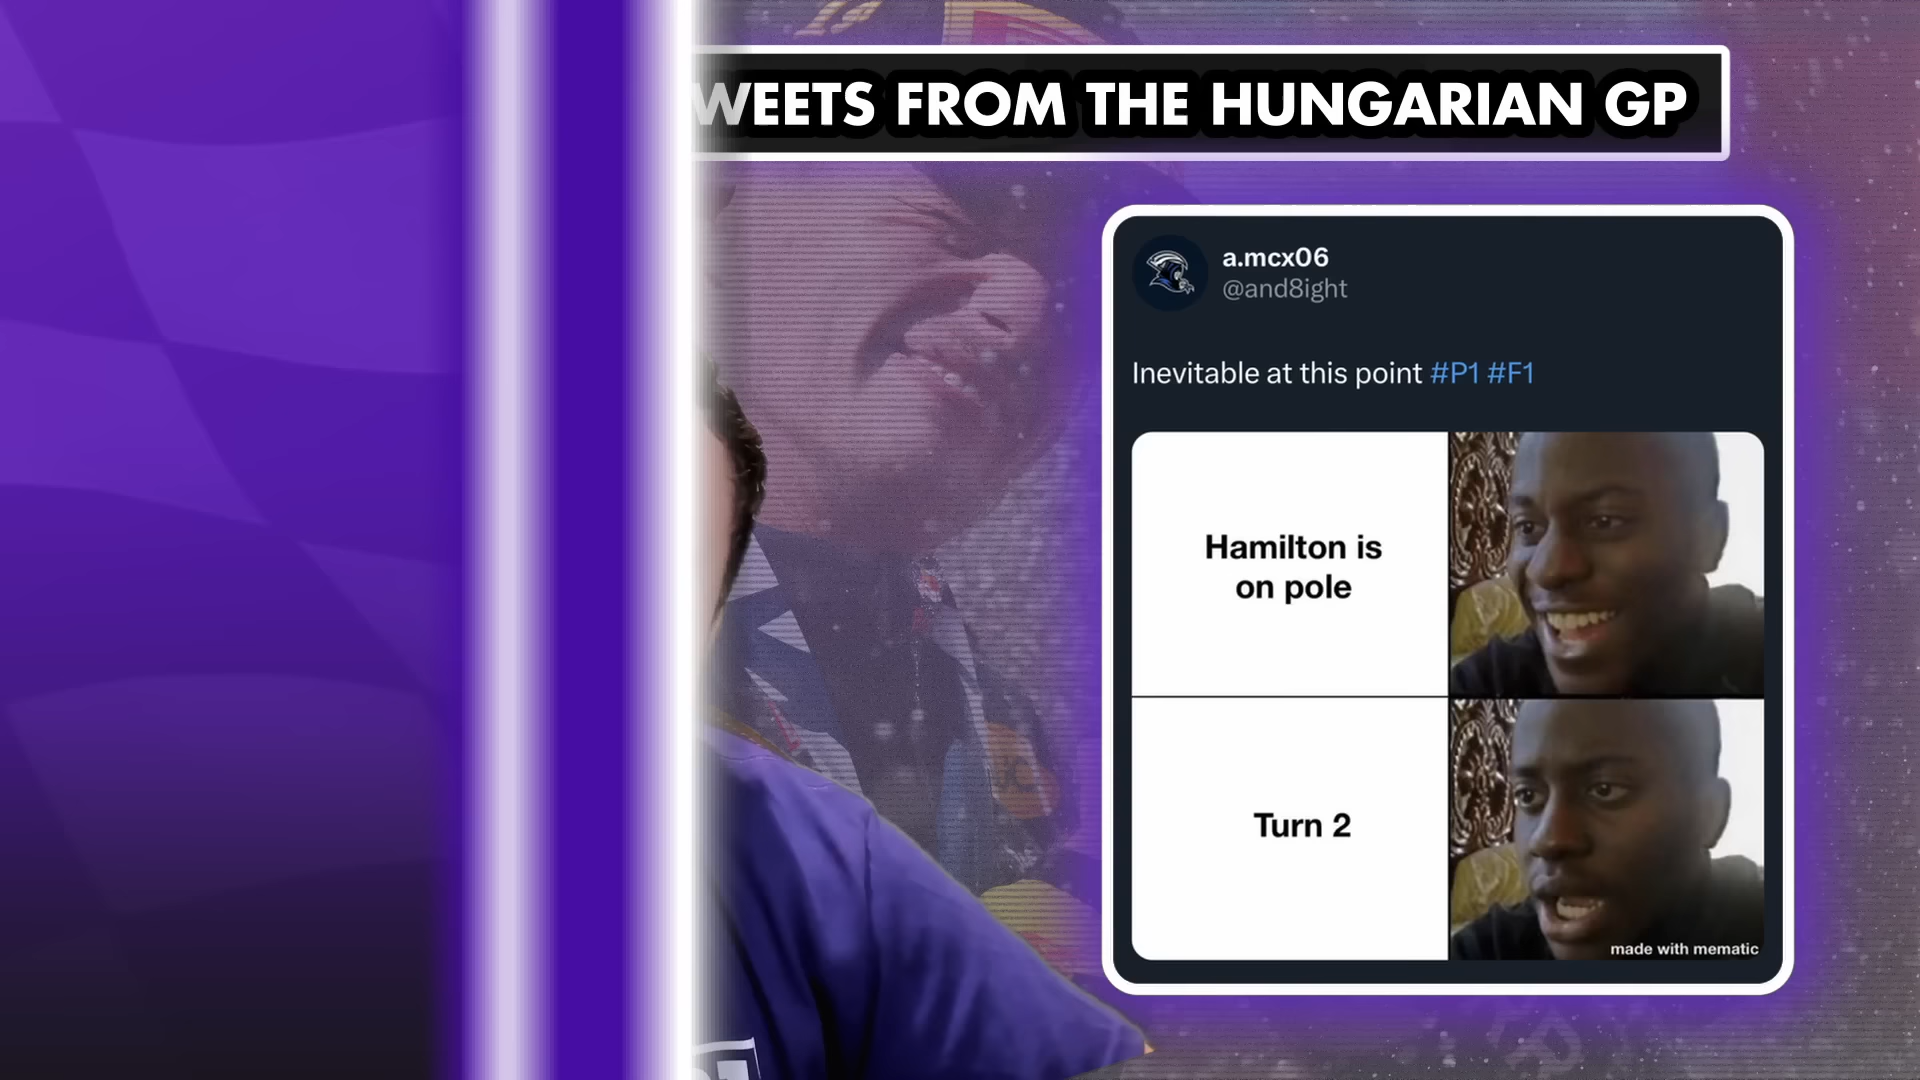 WEETS FROM THE HUNGARIAN GP
a.mcx06
@and8ight
Inevitable at this point #P1 #F1
Hamilton is
on pole
Turn 2
made with mematic